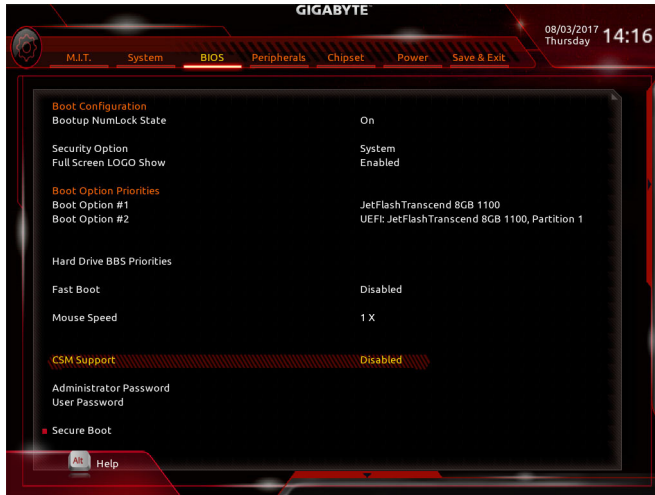 GIGABYTE™
08/03/2017
Thursday
14:16
M.I.T. System BIOS Peripherals Chipset Power Save & Exit
Boot Configuration
Bootup NumLock State On
Security Option System
Full Screen LOGO Show Enabled
Boot Option Priorities
Boot Option #1 JetFlashTranscend 8GB 1100
Boot Option #2 UEFI: JetFlashTranscend 8GB 1100, Partition 1
Hard Drive BBS Priorities
Fast Boot Disabled
Mouse Speed 1 X
CSM Support Disabled
Administrator Password
User Password
Secure Boot
Alt Help